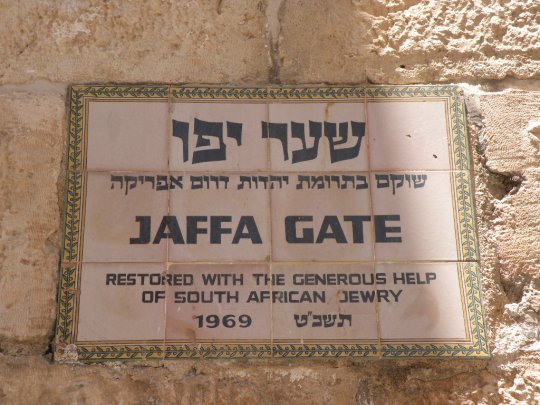 שער יפו
שוקם בתרומת יהדות דרום אפריקה
JAFFA GATE
RESTORED WITH THE GENEROUS HELP
OF SOUTH AFRICAN JEWRY
1969 תשכ"ט